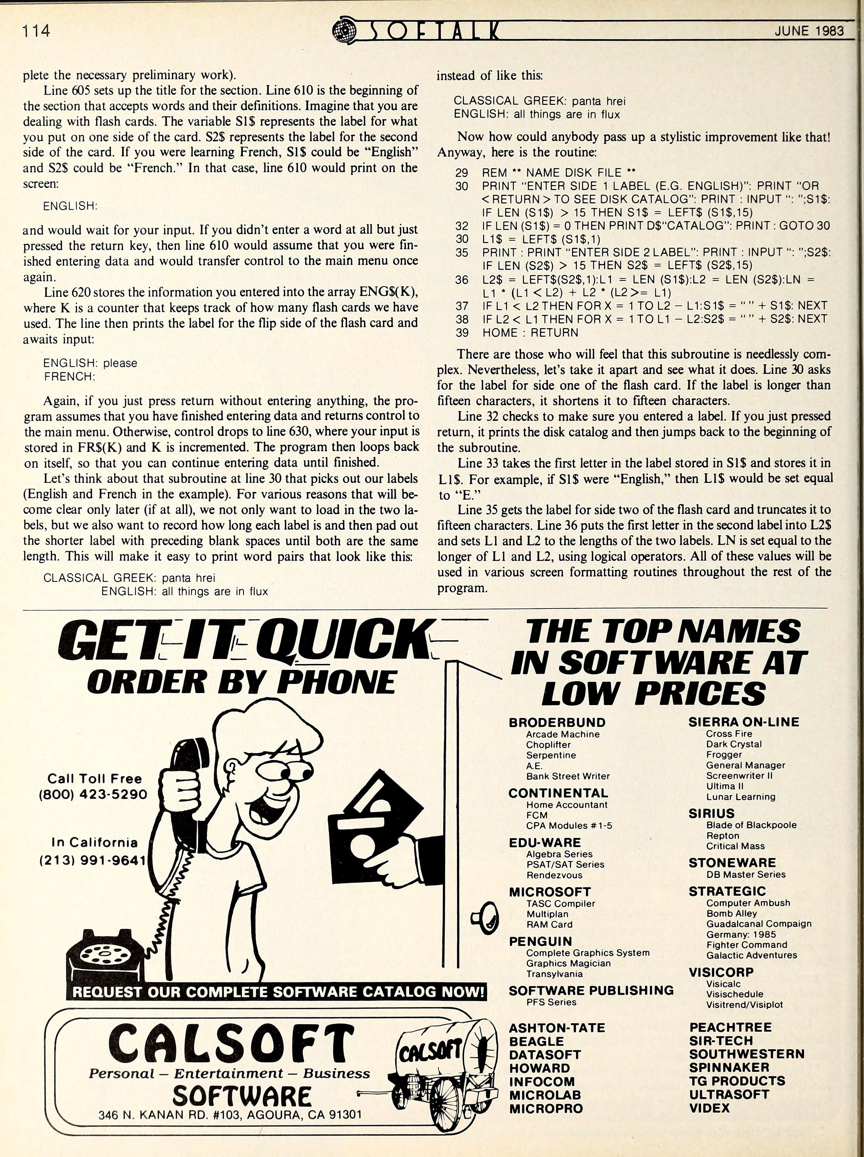 114
SOFTALK
JUNE 1983
plete the necessary preliminary work).
Line 605 sets up the title for the section. Line 610 is the beginning of
the section that accepts words and their definitions. Imagine that you are
dealing with flash cards. The variable S1$ represents the label for what
you put on one side of the card. S2$ represents the label for the second
side of the card. If you were learning French, S1$ could be “English”
and S2$ could be “French.” In that case, line 610 would print on the
screen:
ENGLISH:
and would wait for your input. If you didn't enter a word at all but just
pressed the return key, then line 610 would assume that you were fin-
ished entering data and would transfer control to the main menu once
again.
Line 620 stores the information you entered into the array ENG$(K),
where K is a counter that keeps track of how many flash cards we have
used. The line then prints the label for the flip side of the flash card and
awaits input:
ENGLISH: please
FRENCH:
Again, if you just press return without entering anything, the pro-
gram assumes that you have finished entering data and returns control to
the main menu. Otherwise, control drops to line 630, where your input is
stored in FR$(K) and K is incremented. The program then loops back
on itself, so that you can continue entering data until finished.
Let's think about that subroutine at line 30 that picks out our labels
(English and French in the example). For various reasons that will be-
come clear only later (if at all), we not only want to load in the two la-
bels, but we also want to record how long each label is and then pad out
the shorter label with preceding blank spaces until both are the same
length. This will make it easy to print word pairs that look like this:
CLASSICAL GREEK: panta hrei
ENGLISH: all things are in flux
instead of like this:
CLASSICAL GREEK: panta hrei
ENGLISH: all things are in flux
Now how could anybody pass up a stylistic improvement like that!
Anyway, here is the routine:
29 REM ** NAME DISK FILE **
30 PRINT "ENTER SIDE 1 LABEL (E.G. ENGLISH)": PRINT "OR
<RETURN> TO SEE DISK CATALOG": PRINT : INPUT ": ";S1$:
IF LEN (S1$) > 15 THEN S1$ = LEFT$ (S1$,15)
32 IF LEN (S1$) = 0 THEN PRINT D$"CATALOG": PRINT : GOTO 30
30 L1$ = LEFT$ (S1$,1)
35 PRINT : PRINT "ENTER SIDE 2 LABEL": PRINT : INPUT ": ";S2$:
IF LEN (S2$) > 15 THEN S2$ = LEFT$ (S2$,15)
36 L2$ = LEFT$(S2$,1):L1 = LEN (S1$):L2 = LEN (S2$):LN =
L1 * (L1 < L2) + L2 * (L2 >= L1)
37 IF L1 < L2 THEN FOR X = 1 TO L2 – L1:S1$ = " " + S1$: NEXT
38 IF L2 < L1 THEN FOR X = 1 TO L1 – L2:S2$ = " " + S2$: NEXT
39 HOME : RETURN
There are those who will feel that this subroutine is needlessly com-
plex. Nevertheless, let's take it apart and see what it does. Line 30 asks
for the label for side one of the flash card. If the label is longer than
fifteen characters, it shortens it to fifteen characters.
Line 32 checks to make sure you entered a label. If you just pressed
return, it prints the disk catalog and then jumps back to the beginning of
the subroutine.
Line 33 takes the first letter in the label stored in S1$ and stores it in
L1$. For example, if S1$ were “English,” then L1$ would be set equal
to “E.”
Line 35 gets the label for side two of the flash card and truncates it to
fifteen characters. Line 36 puts the first letter in the second label into L2$
and sets L1 and L2 to the lengths of the two labels. LN is set equal to the
longer of L1 and L2, using logical operators. All of these values will be
used in various screen formatting routines throughout the rest of the
program.
GET IT QUICK
ORDER BY PHONE
Call Toll Free
(800) 423-5290
In California
(213) 991-9641
REQUEST OUR COMPLETE SOFTWARE CATALOG NOW!
CALSOFT
Personal – Entertainment – Business
SOFTWARE
346 N. KANAN RD. #103, AGOURA, CA 91301
CALSOFT
THE TOP NAMES
IN SOFTWARE AT
LOW PRICES
BRODERBUND
Arcade Machine
Choplifter
Serpentine
A.E.
Bank Street Writer
CONTINENTAL
Home Accountant
FCM
CPA Modules #1-5
EDU-WARE
Algebra Series
PSAT/SAT Series
Rendezvous
MICROSOFT
TASC Compiler
Multiplan
RAM Card
PENGUIN
Complete Graphics System
Graphics Magician
Transylvania
SOFTWARE PUBLISHING
PFS Series
ASHTON-TATE
BEAGLE
DATASOFT
HOWARD
INFOCOM
MICROLAB
MICROPRO
SIERRA ON-LINE
Cross Fire
Dark Crystal
Frogger
General Manager
Screenwriter II
Ultima II
Lunar Learning
SIRIUS
Blade of Blackpoole
Repton
Critical Mass
STONEWARE
DB Master Series
STRATEGIC
Computer Ambush
Bomb Alley
Guadalcanal Campaign
Germany: 1985
Fighter Command
Galactic Adventures
VISICORP
Visicalc
Visischedule
Visitrend/Visiplot
PEACHTREE
SIR-TECH
SOUTHWESTERN
SPINNAKER
TG PRODUCTS
ULTRASOFT
VIDEX